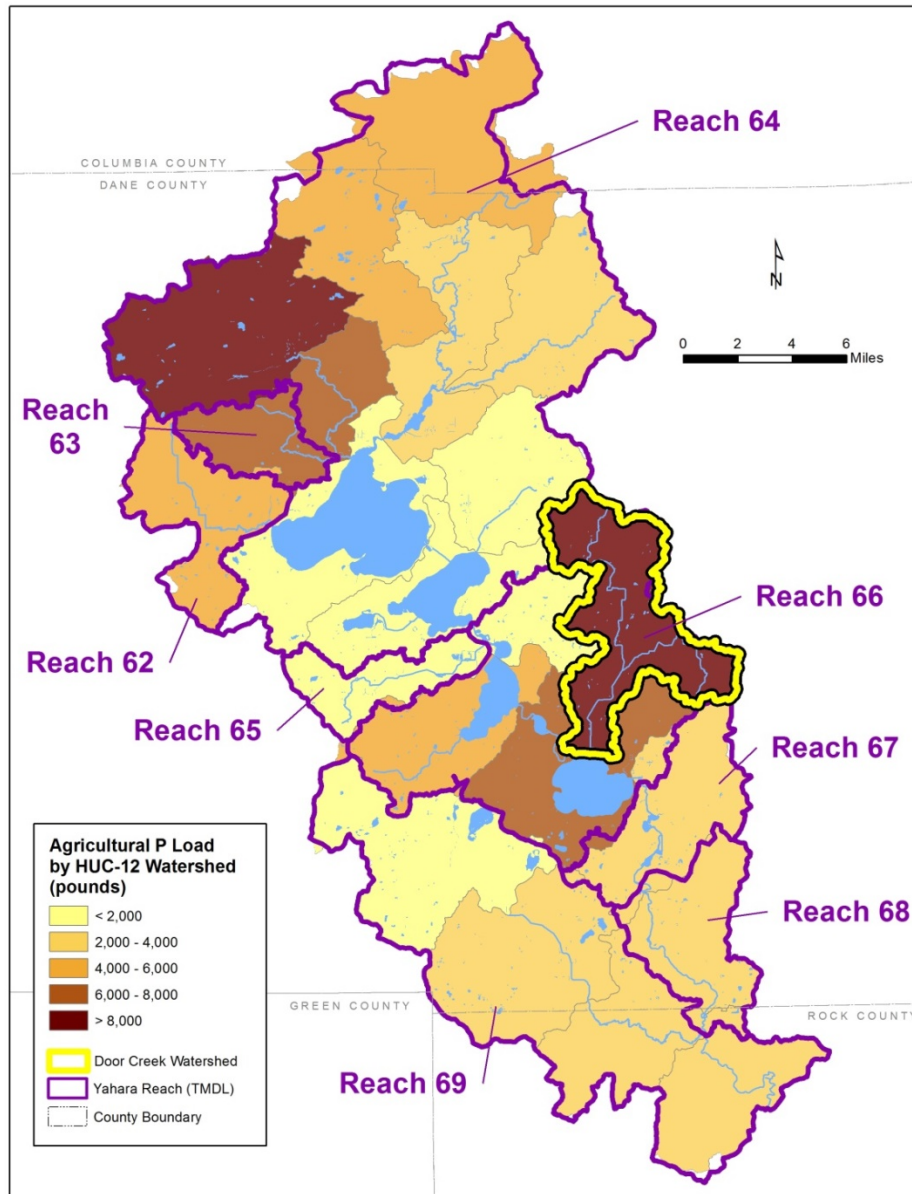 Reach 64
COLUMBIA COUNTY
DANE COUNTY
N
0 2 4 6
Miles
Reach
63
Reach 66
Reach 62
Reach 65
Reach 67
Agricultural P Load
by HUC-12 Watershed
(pounds)
< 2,000
2,000 - 4,000
4,000 - 6,000
6,000 - 8,000
> 8,000
Door Creek Watershed
Yahara Reach (TMDL)
County Boundary
Reach 68
GREEN COUNTY
ROCK COUNTY
Reach 69